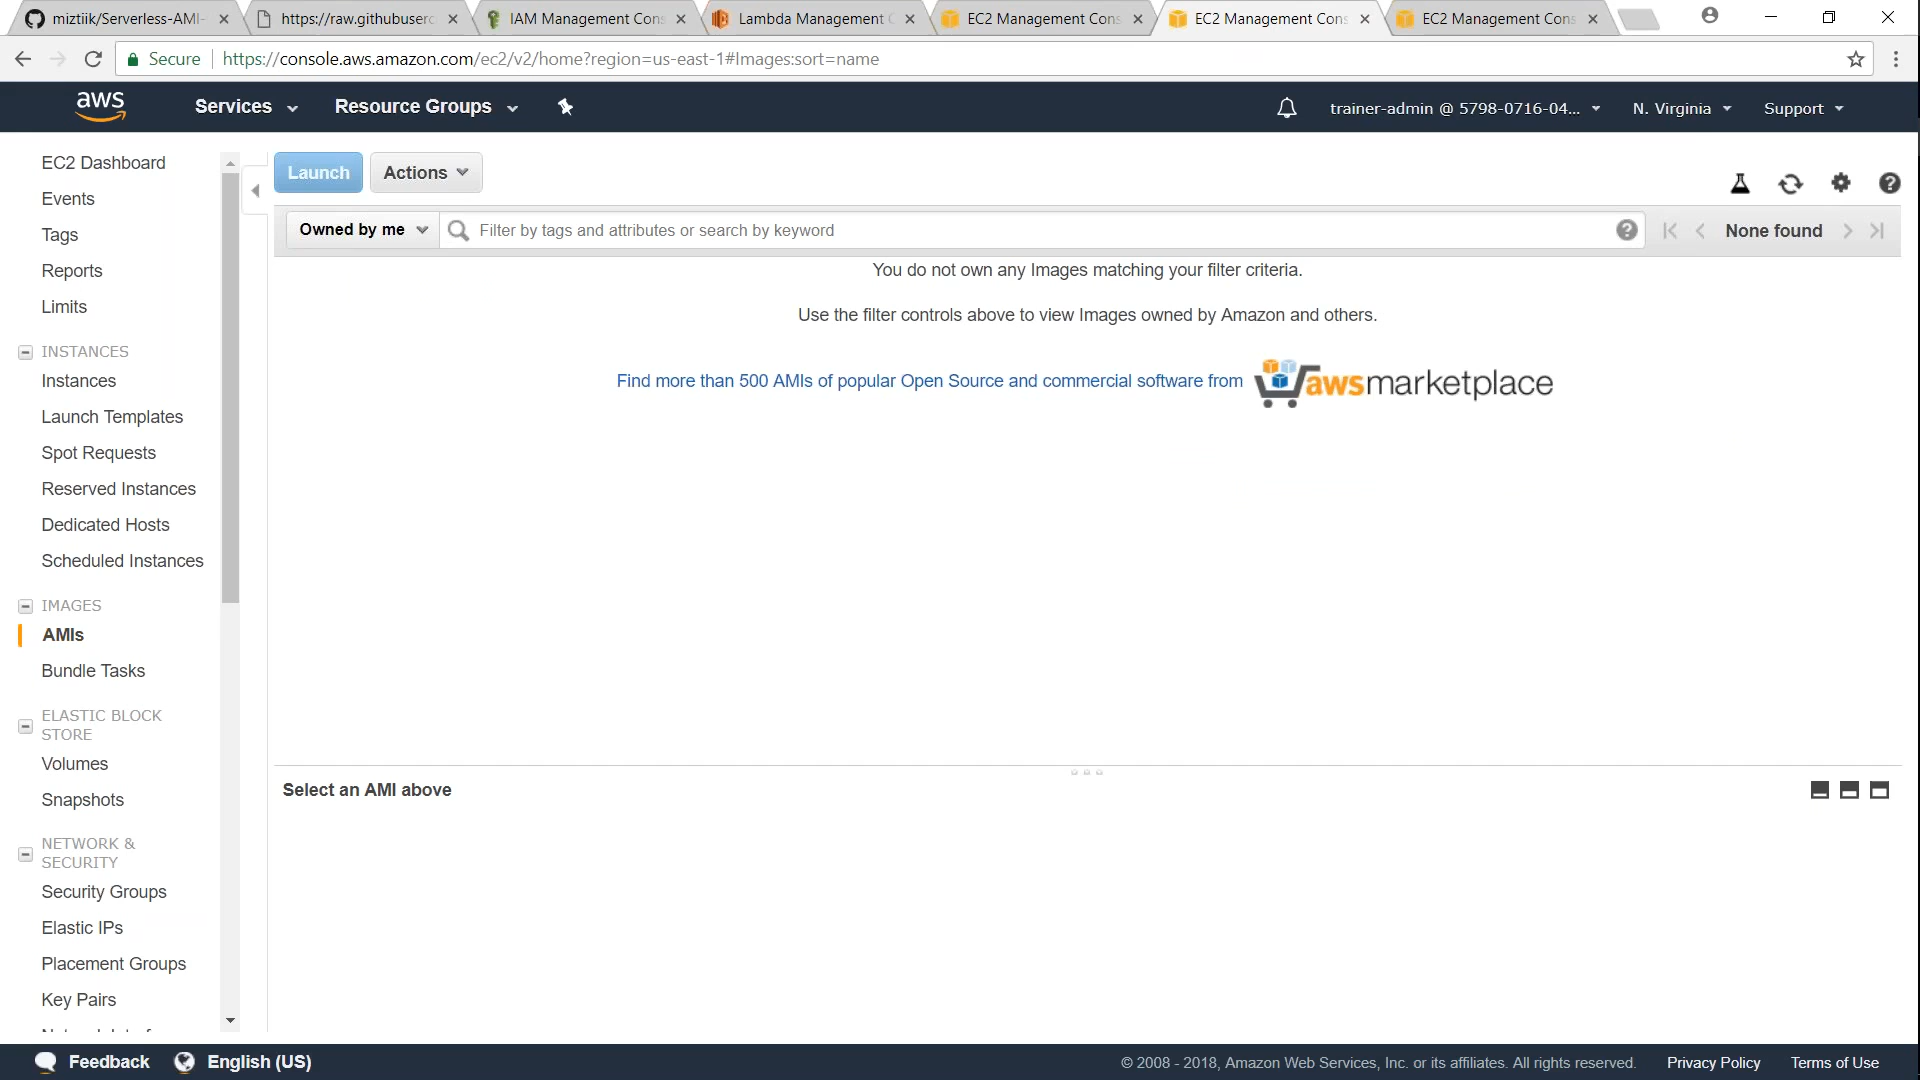 miztiik/Serverless-AMI-
https://raw.githubuserc
IAM Management Cons
Lambda Management C
EC2 Management Cons
EC2 Management Cons
EC2 Management Cons
Secure
https://console.aws.amazon.com/ec2/v2/home?region=us-east-1#Images:sort=name
aws
Services
Resource Groups
trainer-admin @ 5798-0716-04...
N. Virginia
Support
EC2 Dashboard
Events
Tags
Reports
Limits
INSTANCES
Instances
Launch Templates
Spot Requests
Reserved Instances
Dedicated Hosts
Scheduled Instances
IMAGES
AMIs
Bundle Tasks
ELASTIC BLOCK
STORE
Volumes
Snapshots
NETWORK &
SECURITY
Security Groups
Elastic IPs
Placement Groups
Key Pairs
Launch
Actions
Owned by me
Filter by tags and attributes or search by keyword
None found
You do not own any Images matching your filter criteria.
Use the filter controls above to view Images owned by Amazon and others.
Find more than 500 AMIs of popular Open Source and commercial software from
awsmarketplace
Select an AMI above
Feedback
English (US)
© 2008 - 2018, Amazon Web Services, Inc. or its affiliates. All rights reserved.
Privacy Policy
Terms of Use